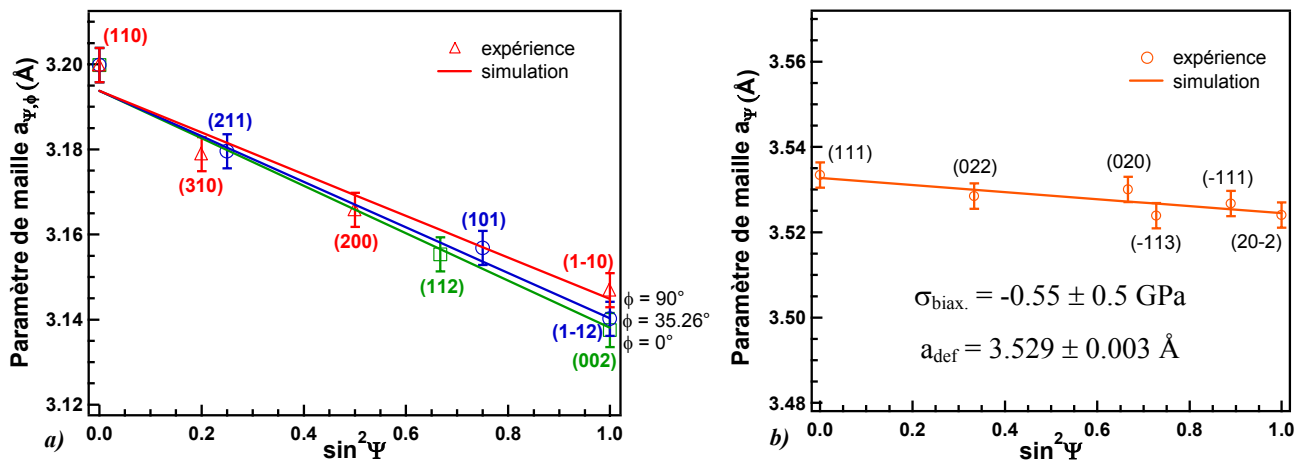 Paramètre de maille a_Ψ,ϕ (Å)
3.20
3.18
3.16
3.14
3.12
(110)
(211)
(310)
(200)
(101)
(112)
(1-10)
(1-12)
(002)
ϕ = 90°
ϕ = 35.26°
ϕ = 0°
expérience
simulation
0.0 0.2 0.4 0.6 0.8 1.0
a)
sin²Ψ
Paramètre de maille a_Ψ (Å)
3.56
3.54
3.52
3.50
3.48
expérience
simulation
(111)
(022)
(020)
(-111)
(-113)
(20-2)
σ_biax. = -0.55 ± 0.5 GPa
a_def = 3.529 ± 0.003 Å
0.0 0.2 0.4 0.6 0.8 1.0
b)
sin²Ψ